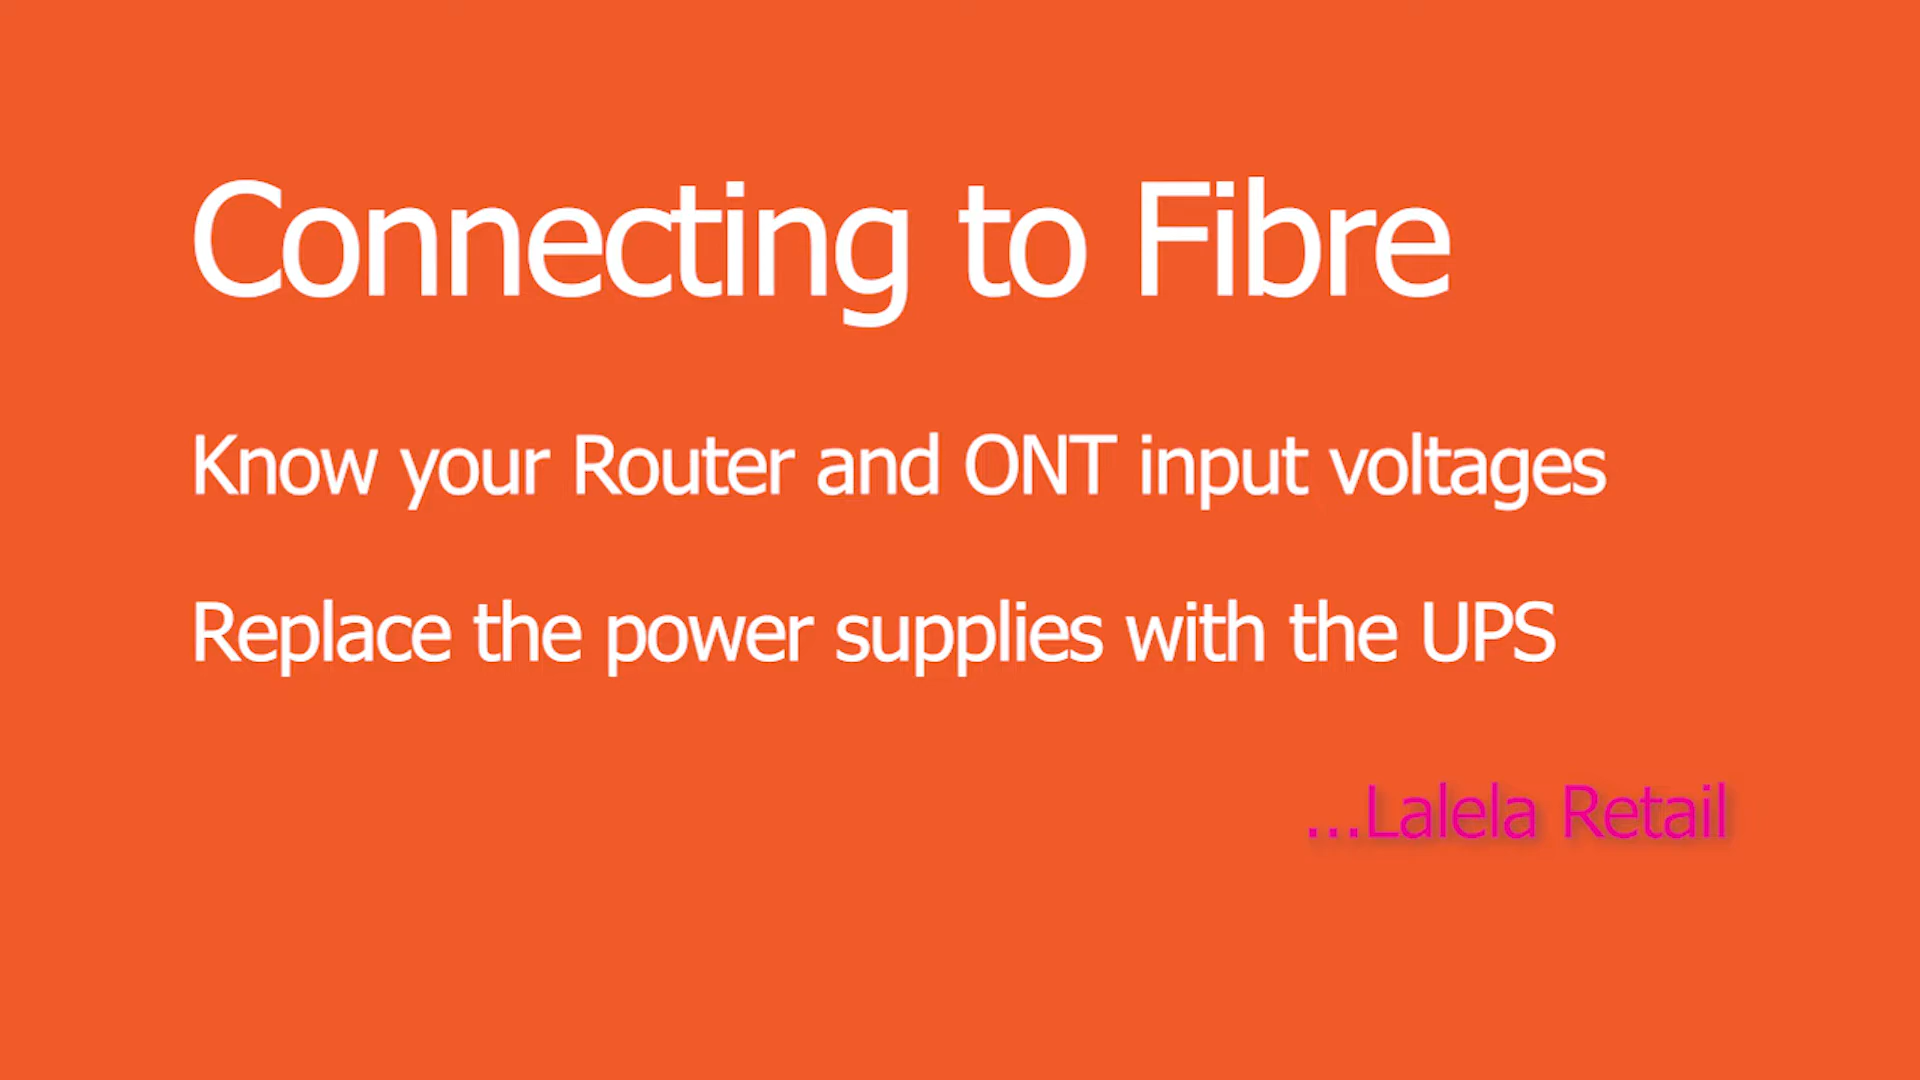 Connecting to Fibre
Know your Router and ONT input voltages
Replace the power supplies with the UPS
...Lalela Retail